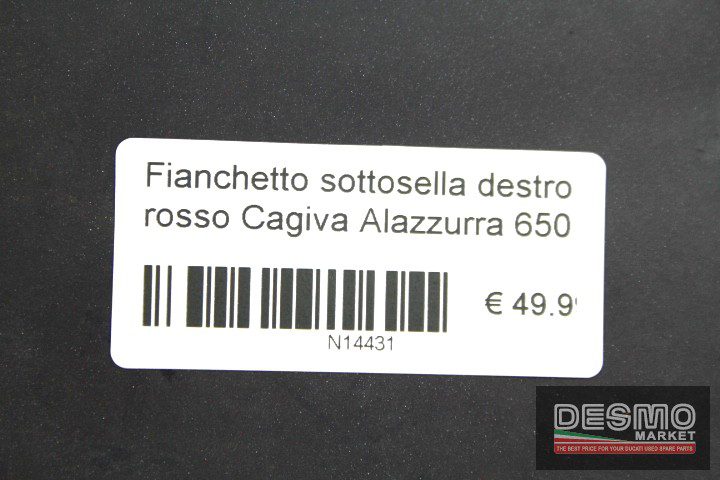 Fianchetto sottosella destro
rosso Cagiva Alazzurra 650
€ 49.9
N14431
DESMO
MARKET
THE BEST PRICE FOR YOUR DUCATI USED SPARE PARTS